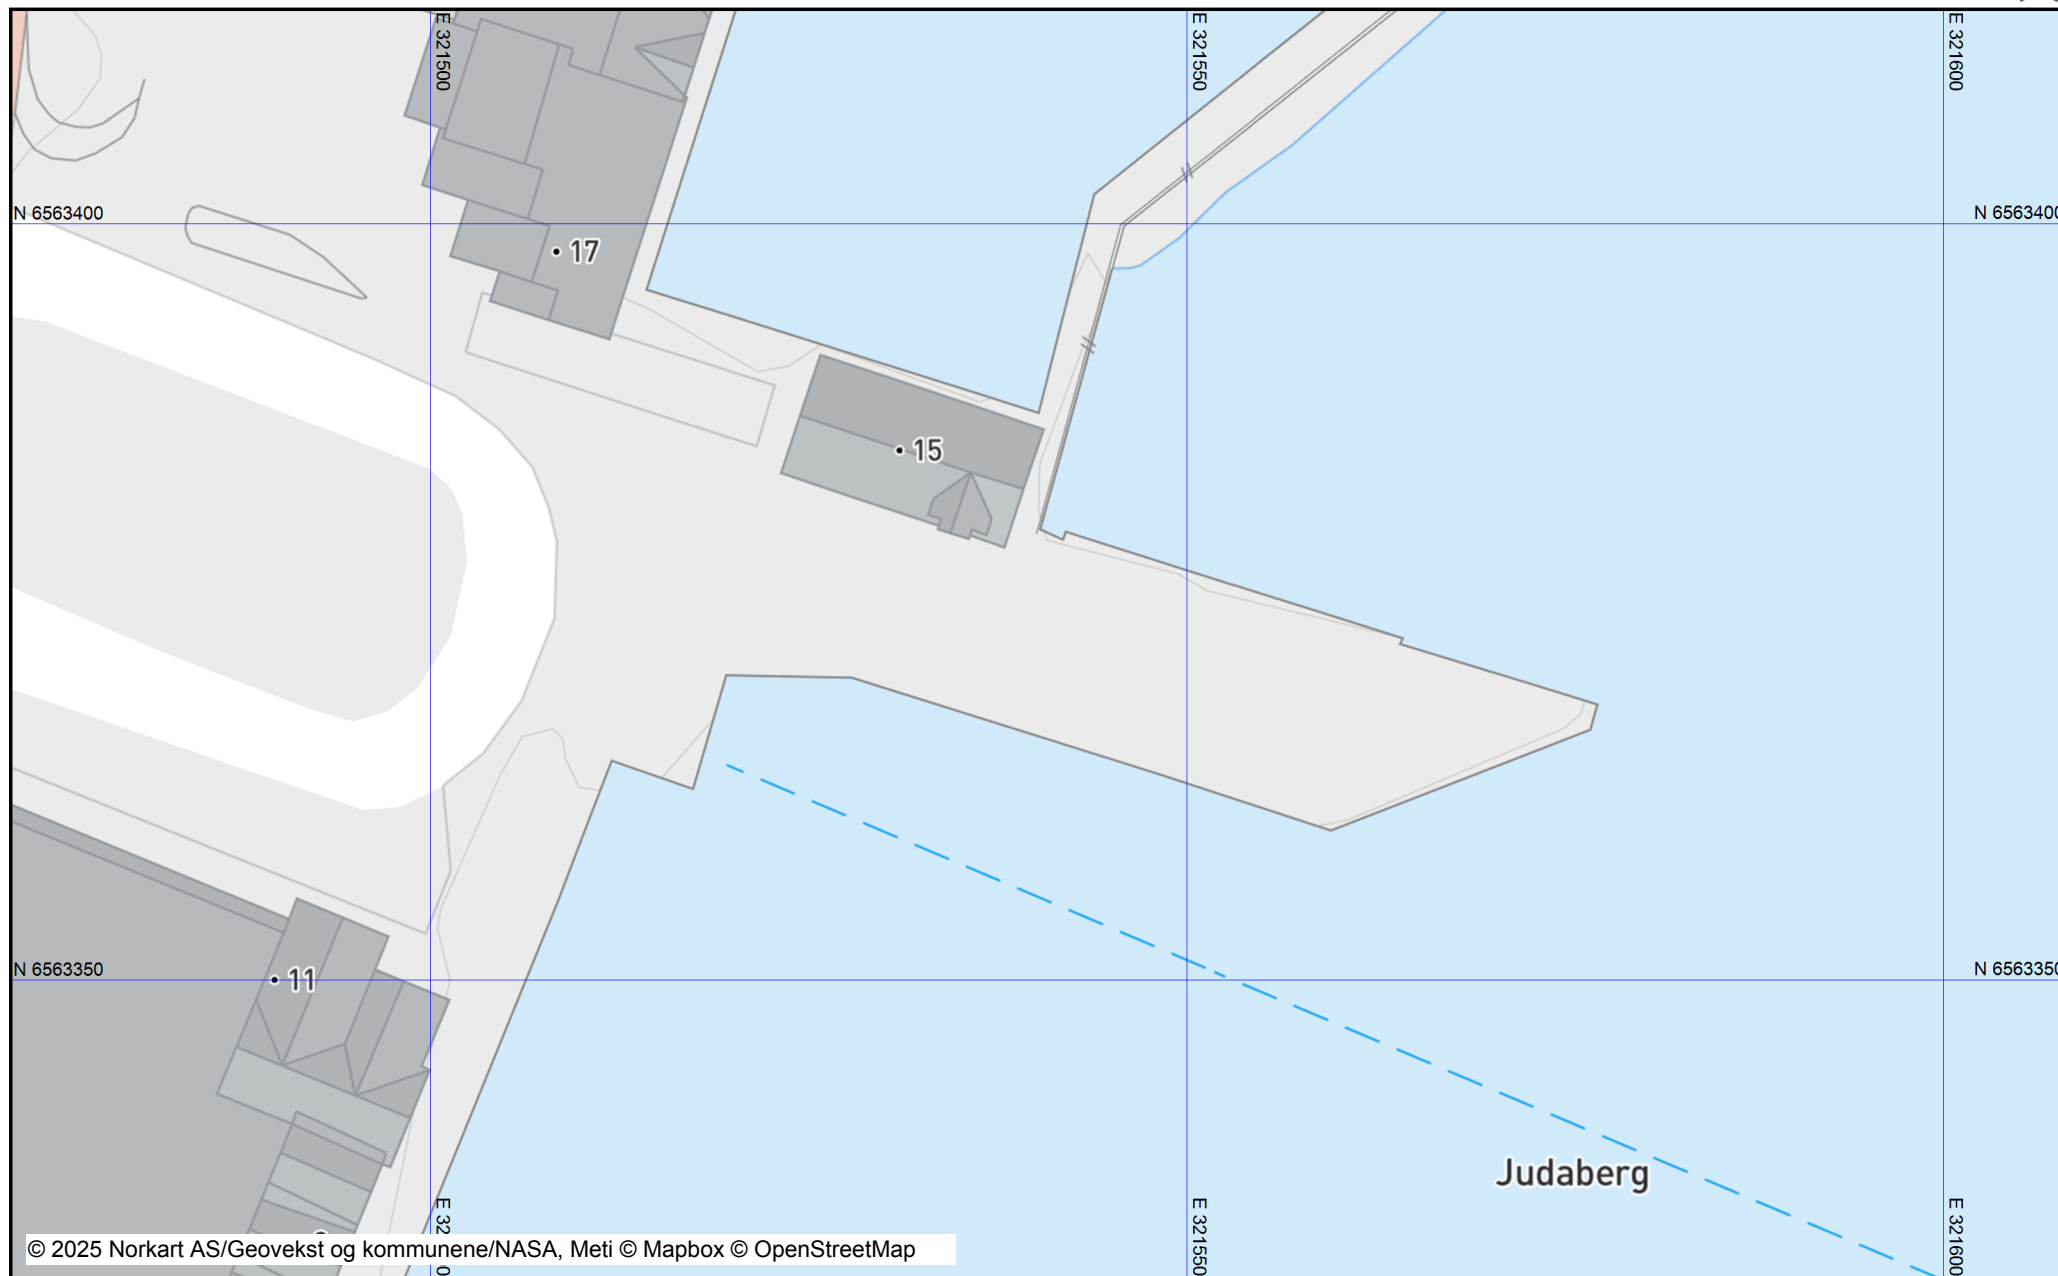 E 321500
E 321550
E 321600
N 6563400
N 6563400
17
15
N 6563350
N 6563350
11
Judaberg
E 321550
E 321600
© 2025 Norkart AS/Geovekst og kommunene/NASA, Meti © Mapbox © OpenStreetMap